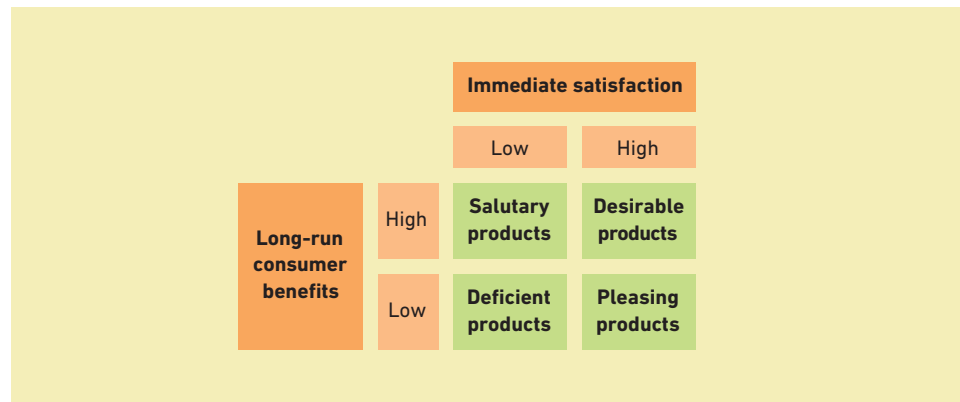 Immediate satisfaction
Low
High
Long-run
consumer
benefits
High
Salutary
products
Desirable
products
Low
Deficient
products
Pleasing
products